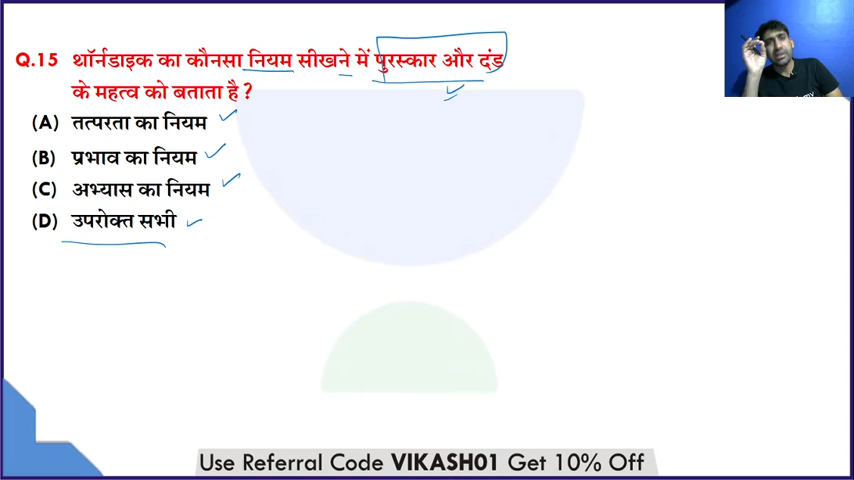 Q.15 थॉर्नडाइक का कौनसा नियम सीखने में पुरस्कार और दंड
के महत्व को बताता है ?
(A) तत्परता का नियम
(B) प्रभाव का नियम
(C) अभ्यास का नियम
(D) उपरोक्त सभी
Use Referral Code VIKASH01 Get 10% Off